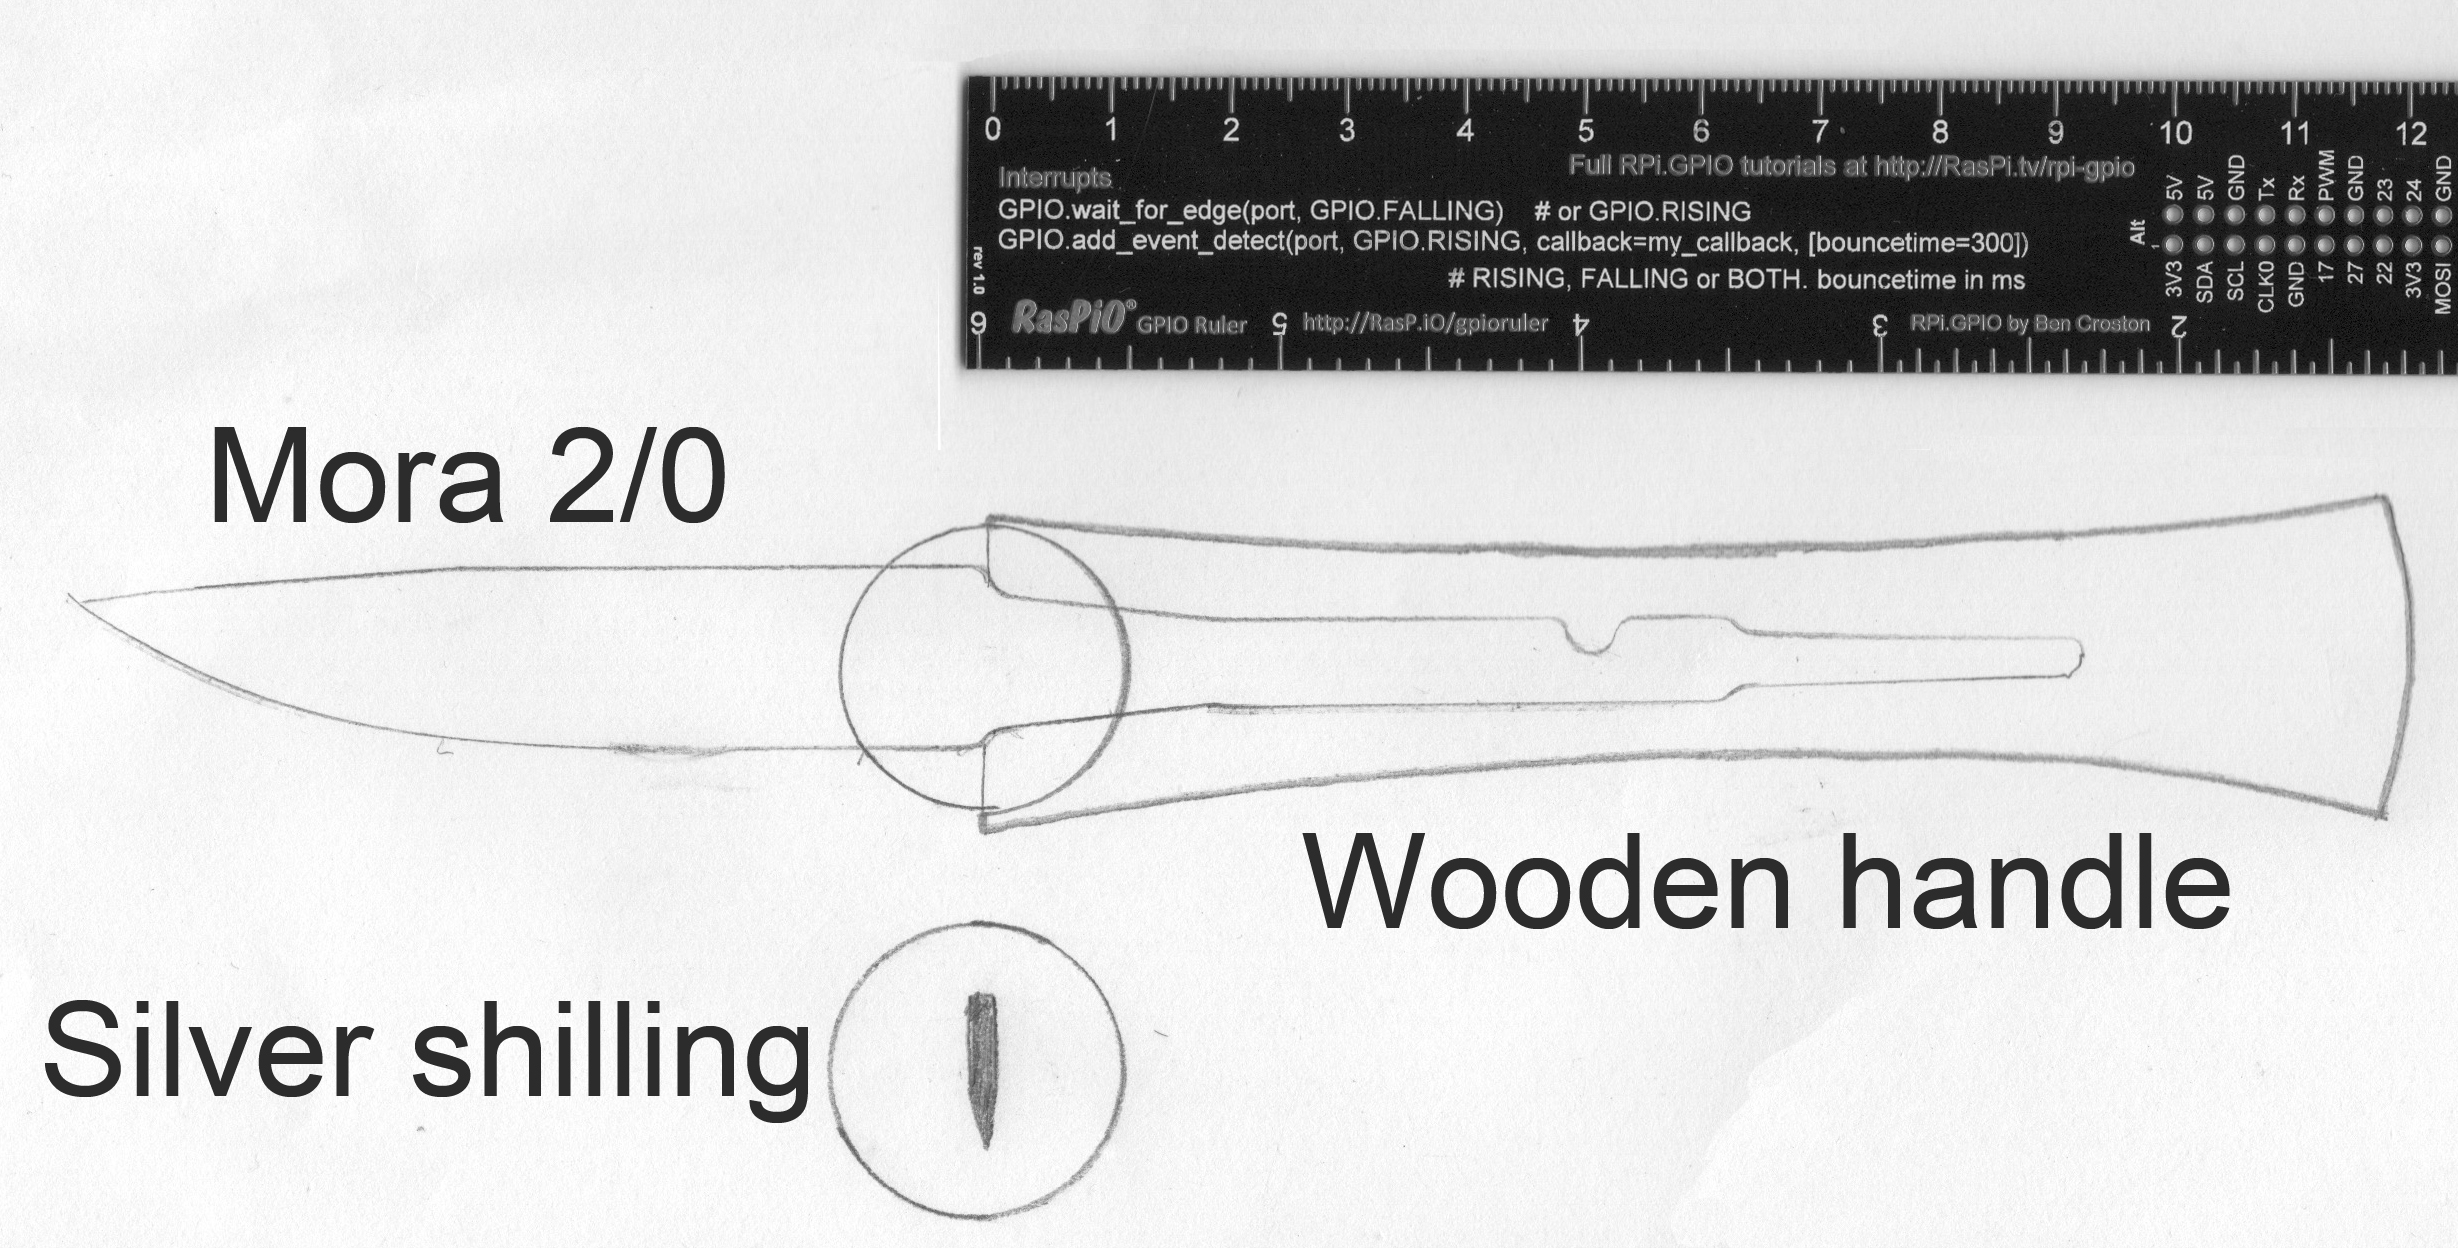 0 1 2 3 4 5 6 7 8 9 10 11 12
Full RPi.GPIO tutorials at http://RasPi.tv/rpi-gpio
Interrupts
GPIO.wait_for_edge(port, GPIO.FALLING) # or GPIO.RISING
GPIO.add_event_detect(port, GPIO.RISING, callback=my_callback, [bouncetime=300])
# RISING, FALLING or BOTH. bouncetime in ms
rev 1.0
6 RasPiO® GPIO Ruler 5 http://RasP.iO/gpioruler 4 3 RPi.GPIO by Ben Croston 2
Alt
1
5V 5V GND Tx Rx PWM GND 23 24 GND
3V3 SDA SCL CLK0 GND 17 27 22 3V3 MOSI
Mora 2/0
Wooden handle
Silver shilling